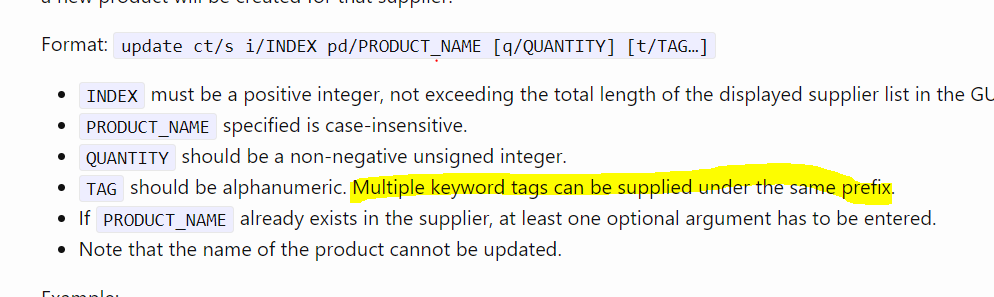 a new product will be created for that supplier.
Format: update ct/s i/INDEX pd/PRODUCT_NAME [q/QUANTITY] [t/TAG…]
INDEX must be a positive integer, not exceeding the total length of the displayed supplier list in the GU
PRODUCT_NAME specified is case-insensitive.
QUANTITY should be a non-negative unsigned integer.
TAG should be alphanumeric. Multiple keyword tags can be supplied under the same prefix.
If PRODUCT_NAME already exists in the supplier, at least one optional argument has to be entered.
Note that the name of the product cannot be updated.
Example: